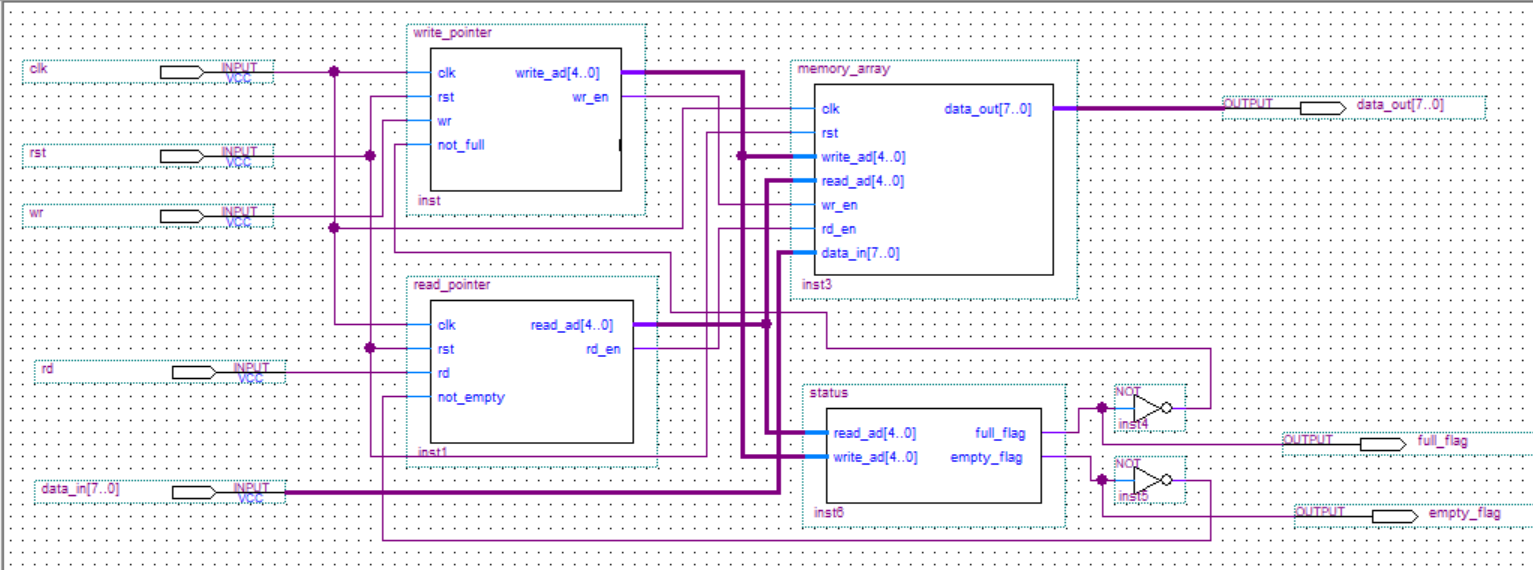 write_pointer
clk INPUT VCC
clk write_ad[4..0]
rst wr_en
wr
not_full
inst
rst INPUT VCC
wr INPUT VCC
memory_array
clk data_out[7..0]
rst
write_ad[4..0]
read_ad[4..0]
wr_en
rd_en
data_in[7..0]
inst3
OUTPUT data_out[7..0]
read_pointer
clk read_ad[4..0]
rst rd_en
rd
not_empty
inst1
rd INPUT VCC
data_in[7..0] INPUT VCC
status
read_ad[4..0] full_flag
write_ad[4..0] empty_flag
inst6
NOT
inst4
OUTPUT full_flag
NOT
inst5
OUTPUT empty_flag